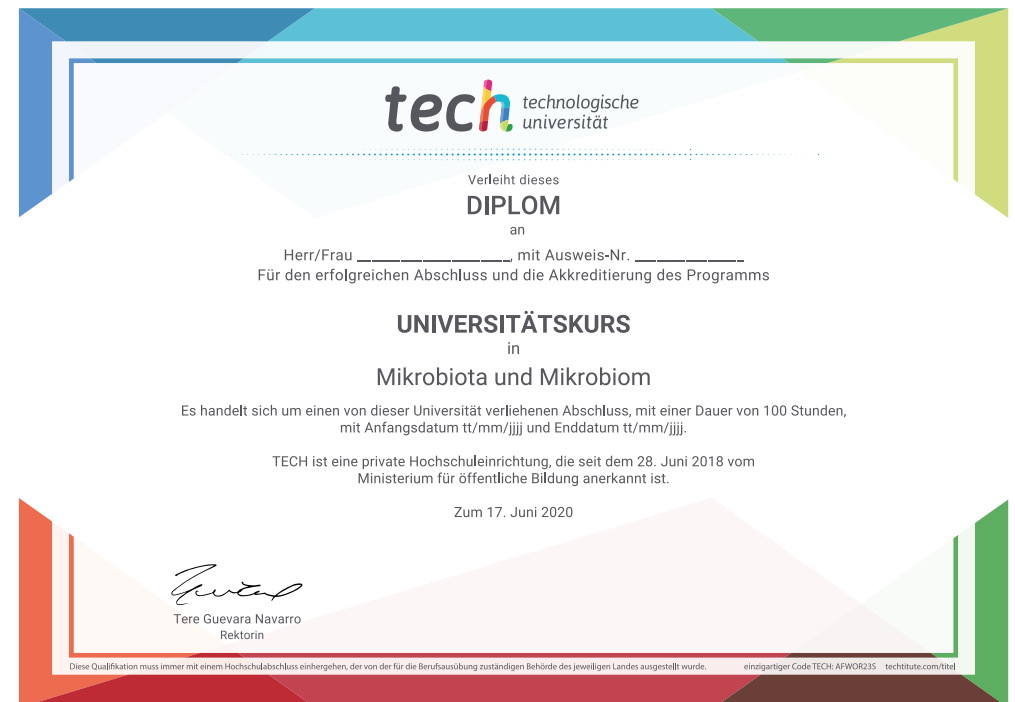 tech technologische
universität
Verleiht dieses
DIPLOM
an
Herr/Frau ____________________, mit Ausweis-Nr. ______________
Für den erfolgreichen Abschluss und die Akkreditierung des Programms
UNIVERSITÄTSKURS
in
Mikrobiota und Mikrobiom
Es handelt sich um einen von dieser Universität verliehenen Abschluss, mit einer Dauer von 100 Stunden,
mit Anfangsdatum tt/mm/jjjj und Enddatum tt/mm/jjjj.
TECH ist eine private Hochschuleinrichtung, die seit dem 28. Juni 2018 vom
Ministerium für öffentliche Bildung anerkannt ist.
Zum 17. Juni 2020
Tere Guevara Navarro
Rektorin
Diese Qualifikation muss immer mit einem Hochschulabschluss einhergehen, der von der für die Berufsausübung zuständigen Behörde des jeweiligen Landes ausgestellt wurde. einzigartiger Code TECH: AFWOR23S techtitute.com/titel